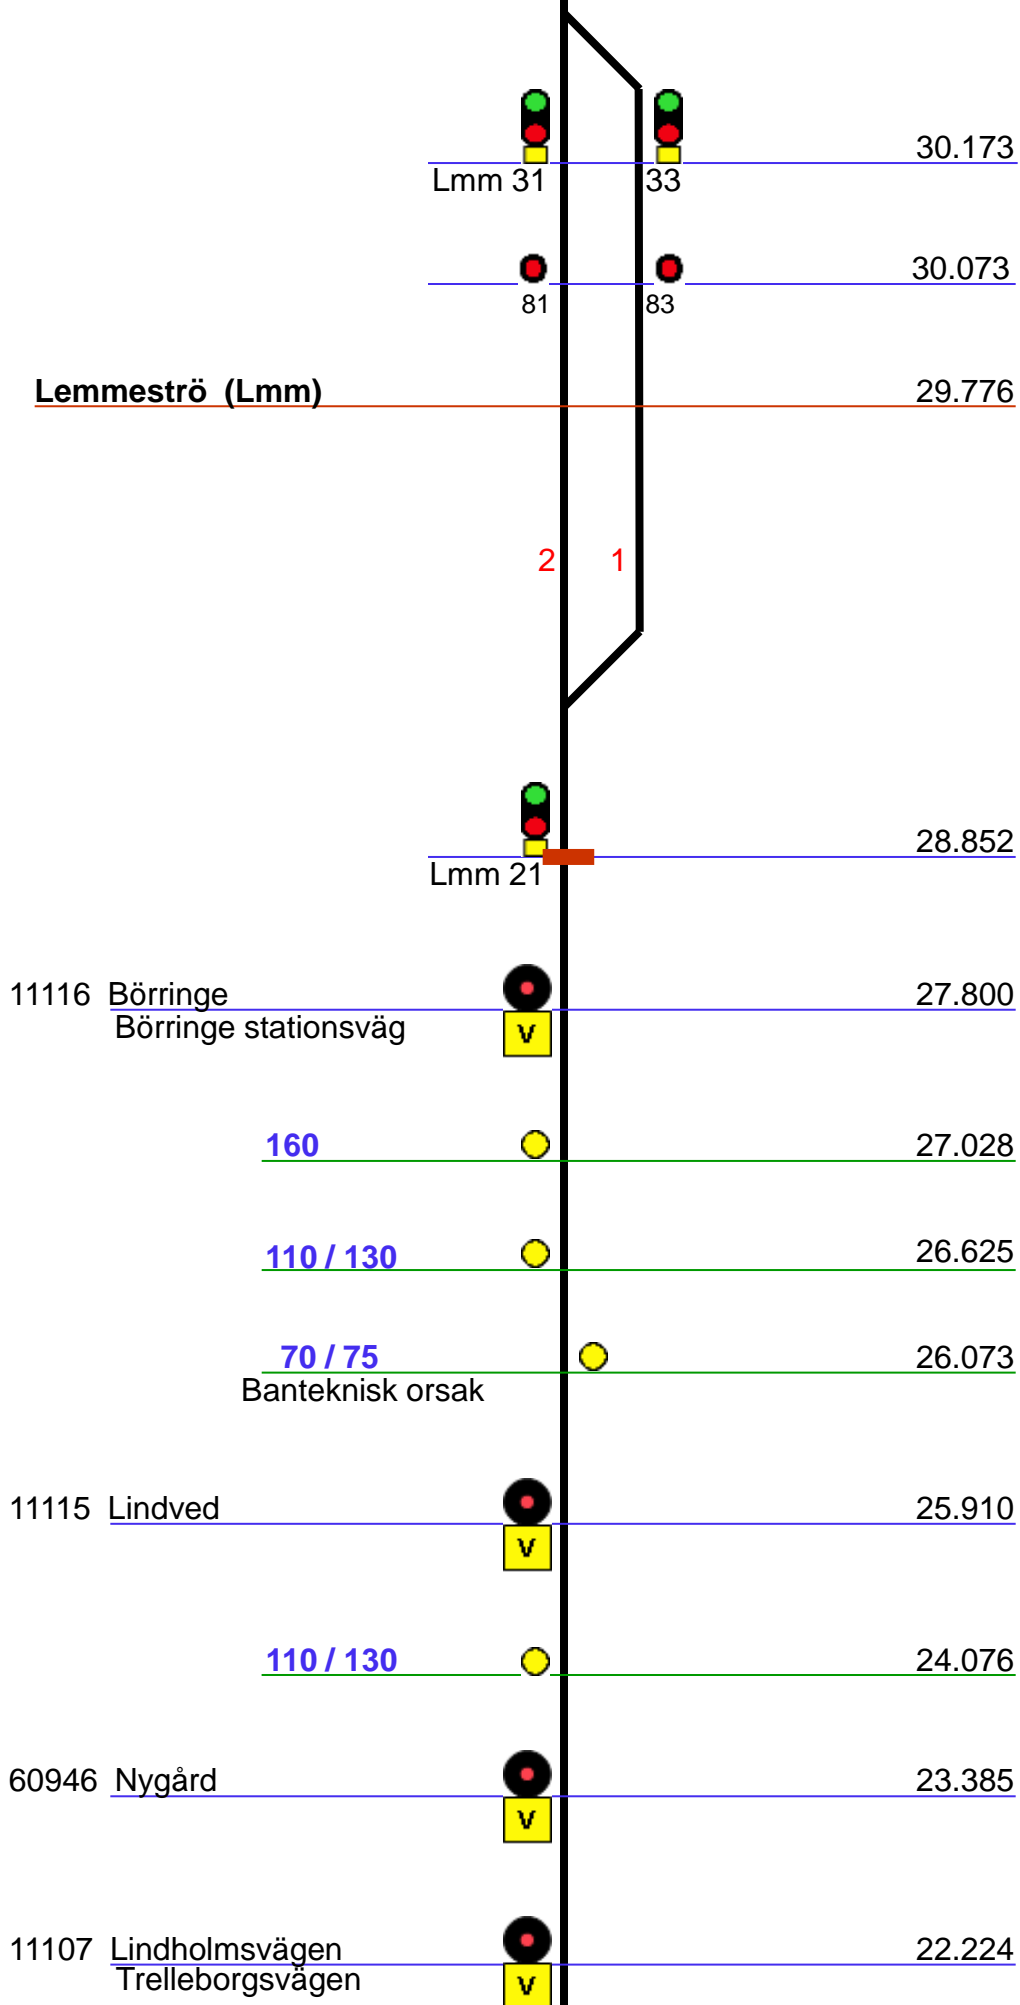 30.173
Lmm 31 33
30.073
81 83
Lemmeströ (Lmm) 29.776
2 1
28.852
Lmm 21
11116 Börringe 27.800
Börringe stationsväg
V
160 27.028
110 / 130 26.625
70 / 75 26.073
Banteknisk orsak
11115 Lindved 25.910
V
110 / 130 24.076
60946 Nygård 23.385
V
11107 Lindholmsvägen 22.224
Trelleborgsvägen
V